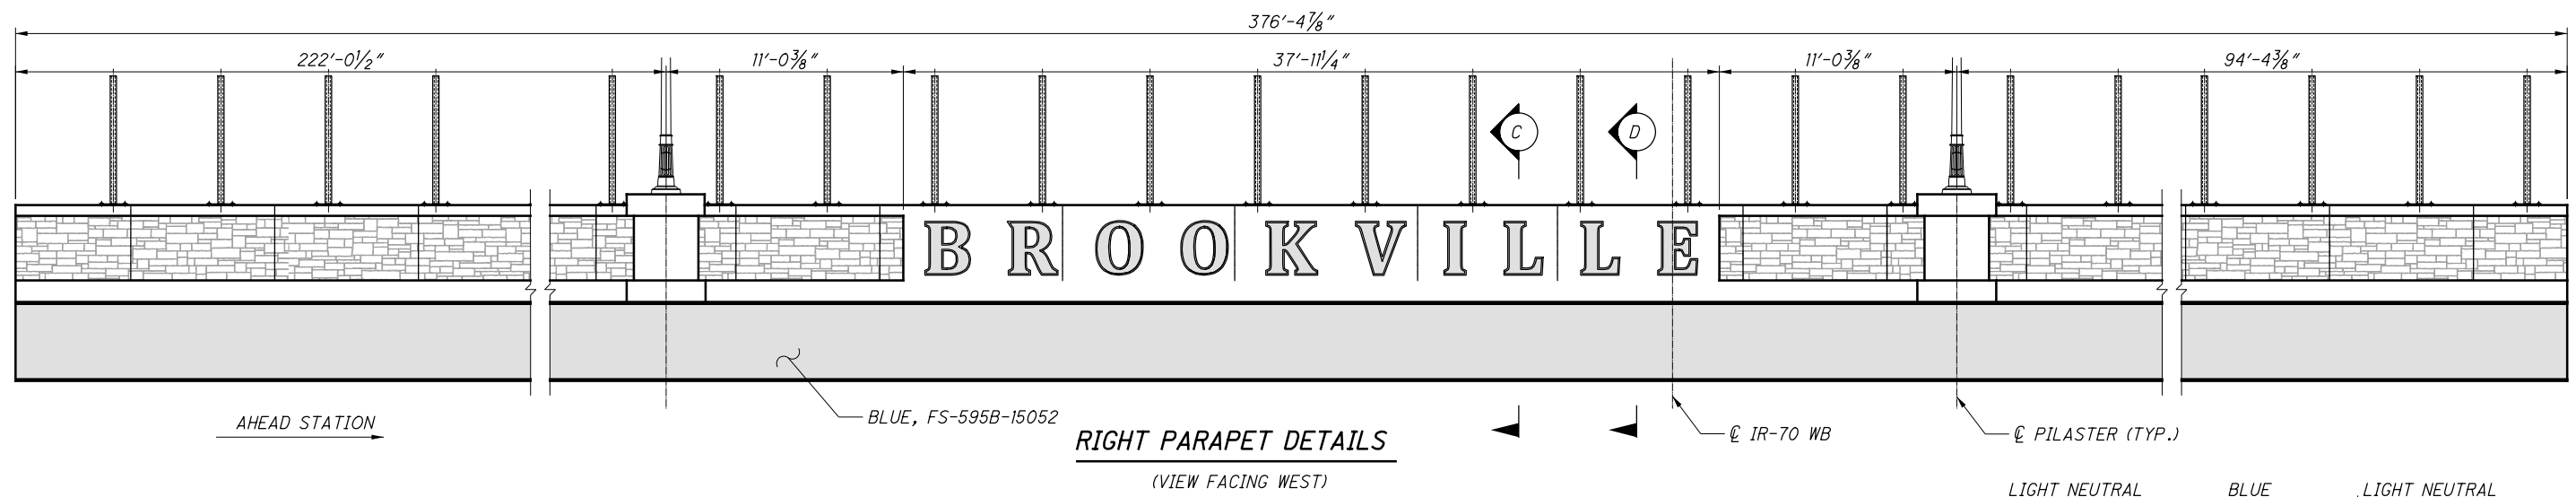 376'-4⅞"
222'-0½" 11'-0⅜" 37'-11¼" 11'-0⅜" 94'-4⅜"
C D
BROOKVILLE
AHEAD STATION
BLUE, FS-595B-15052
RIGHT PARAPET DETAILS
(VIEW FACING WEST)
℄ IR-70 WB
℄ PILASTER (TYP.)
LIGHT NEUTRAL BLUE LIGHT NEUTRAL